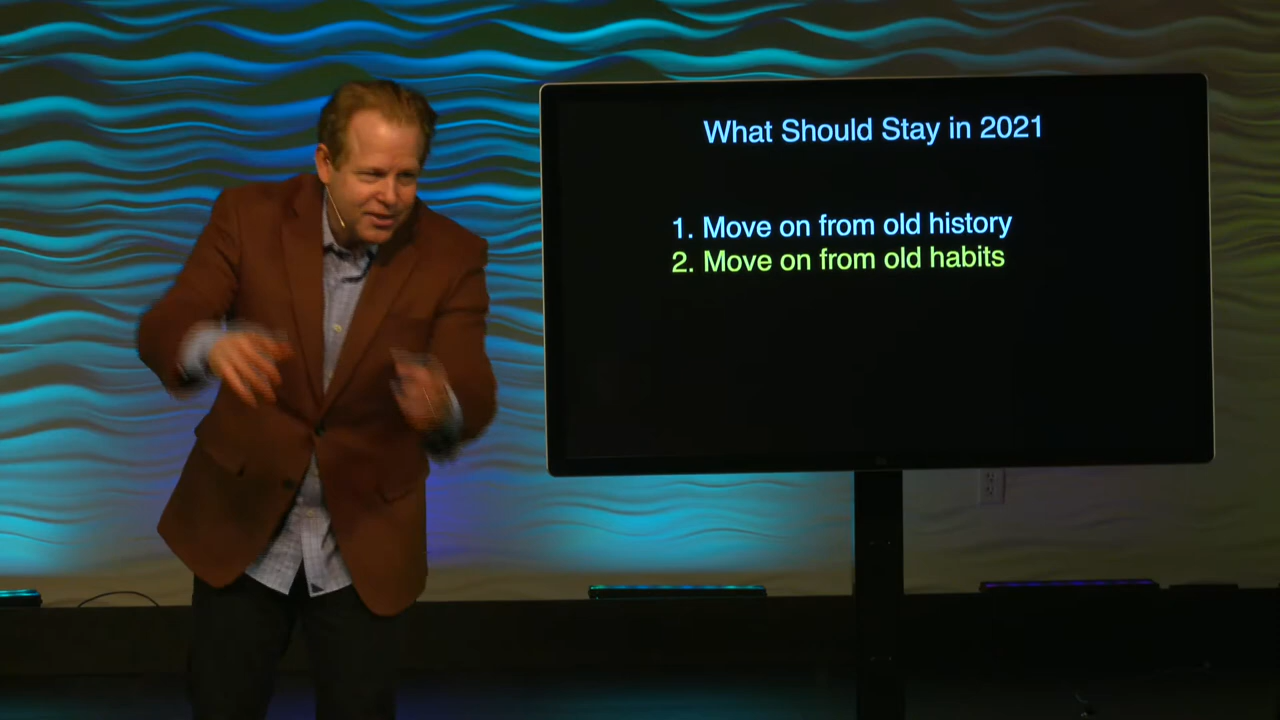 What Should Stay in 2021
1. Move on from old history
2. Move on from old habits